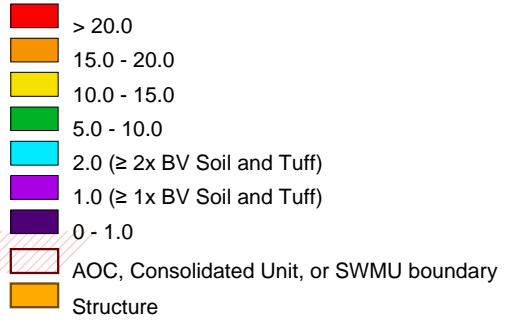 > 20.0
15.0 - 20.0
10.0 - 15.0
5.0 - 10.0
2.0 (≥ 2x BV Soil and Tuff)
1.0 (≥ 1x BV Soil and Tuff)
0 - 1.0
AOC, Consolidated Unit, or SWMU boundary
Structure